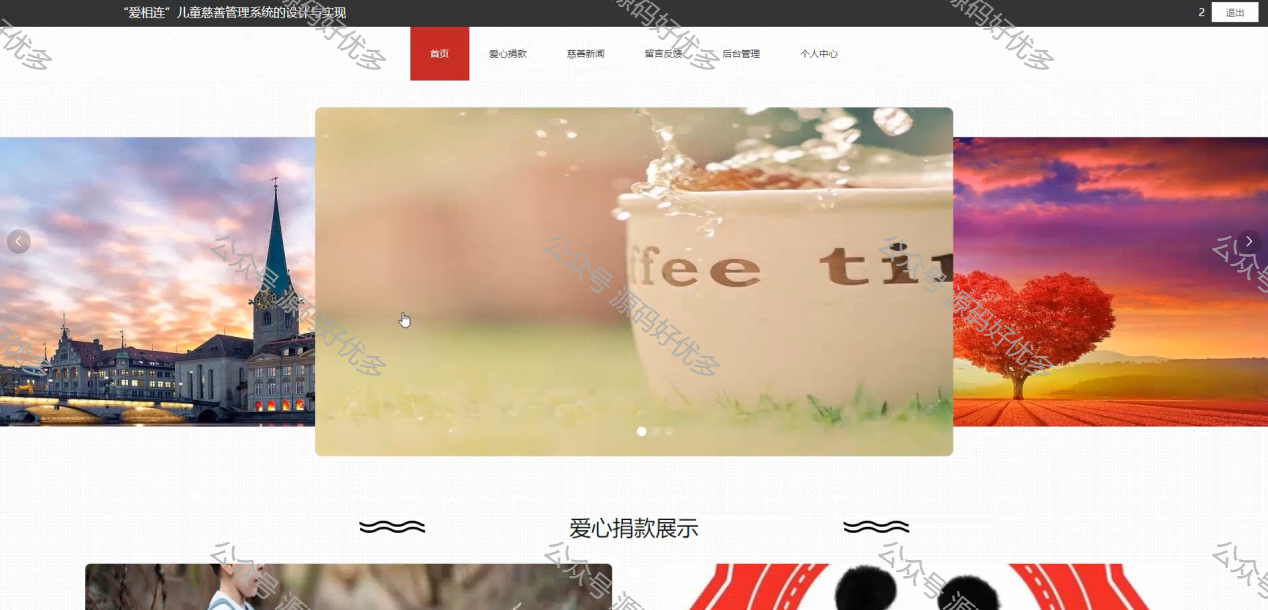 “爱相连”儿童慈善管理系统的设计与实现
2 退出
首页 爱心捐款 慈善新闻 留言反馈 后台管理 个人中心
ffee tin
爱心捐款展示
公众号 源码好优多